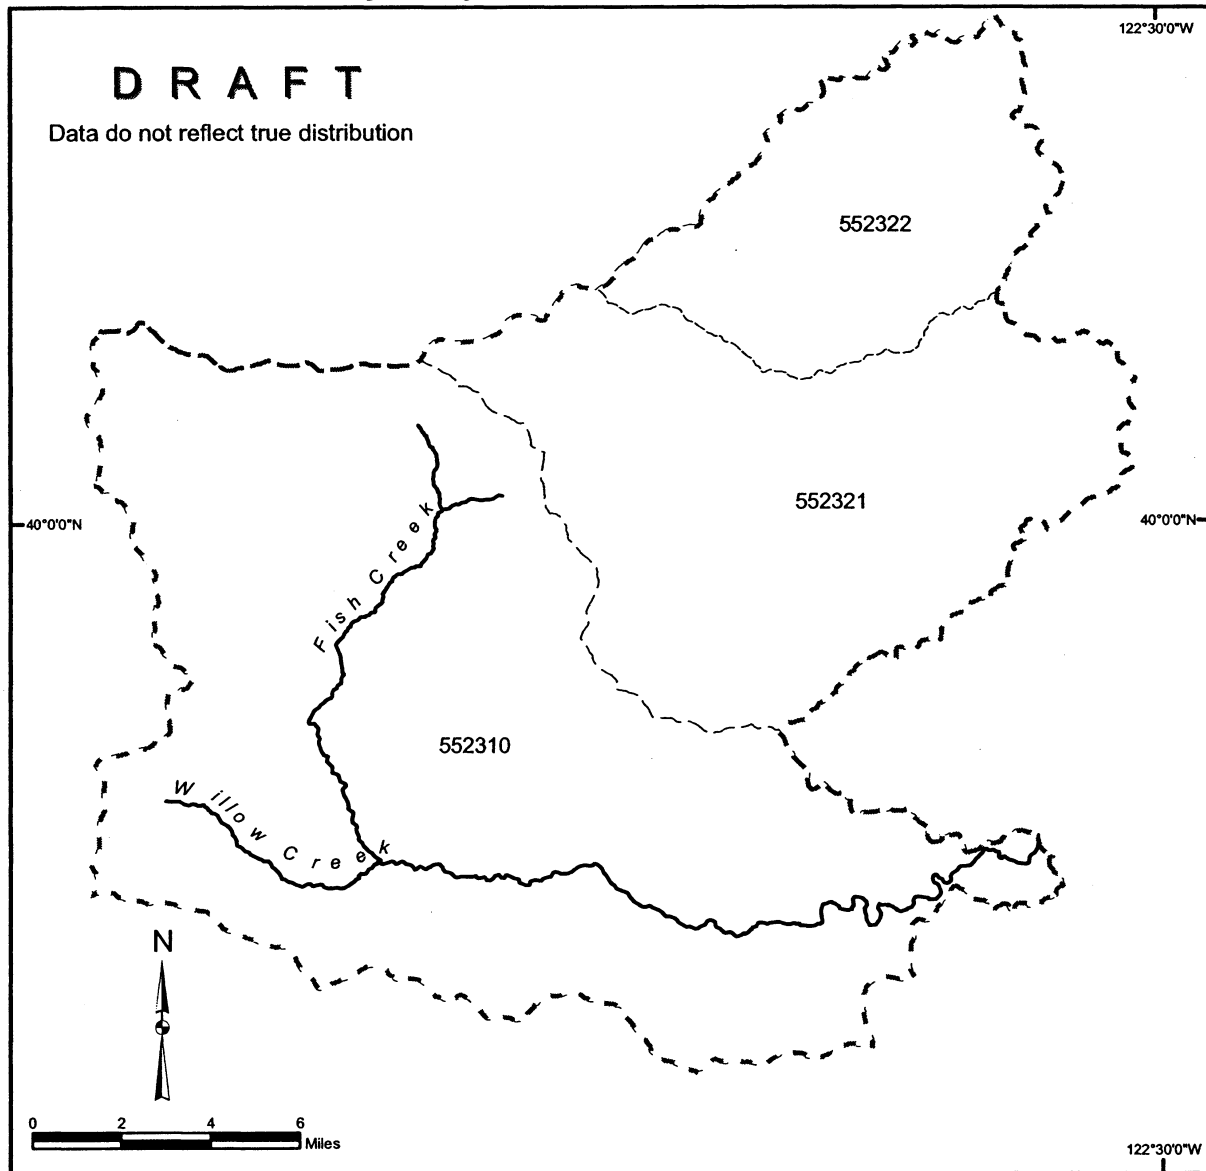 122°30'0"W
D R A F T
Data do not reflect true distribution
552322
552321
40°0'0"N
40°0'0"N
Fish Creek
552310
Willow Creek
N
0 2 4 6
Miles
122°30'0"W